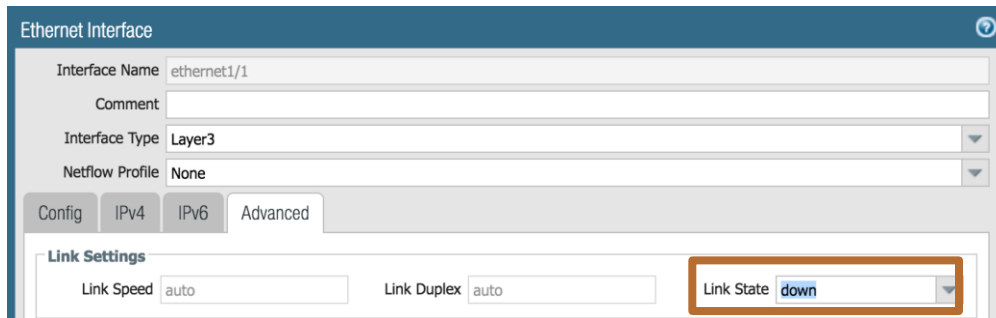 Ethernet Interface
Interface Name ethernet1/1
Comment
Interface Type Layer3
Netflow Profile None
Config IPv4 IPv6 Advanced
Link Settings
Link Speed auto Link Duplex auto Link State down